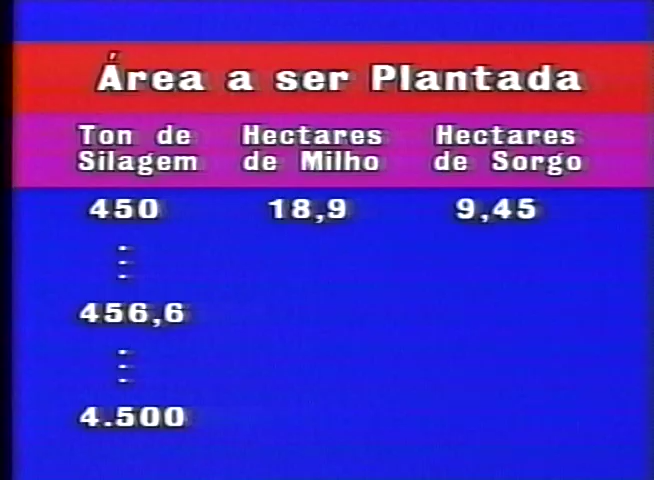 Área a ser Plantada
Ton de Silagem Hectares de Milho Hectares de Sorgo
450 18,9 9,45
⋮
456,6
⋮
4.500